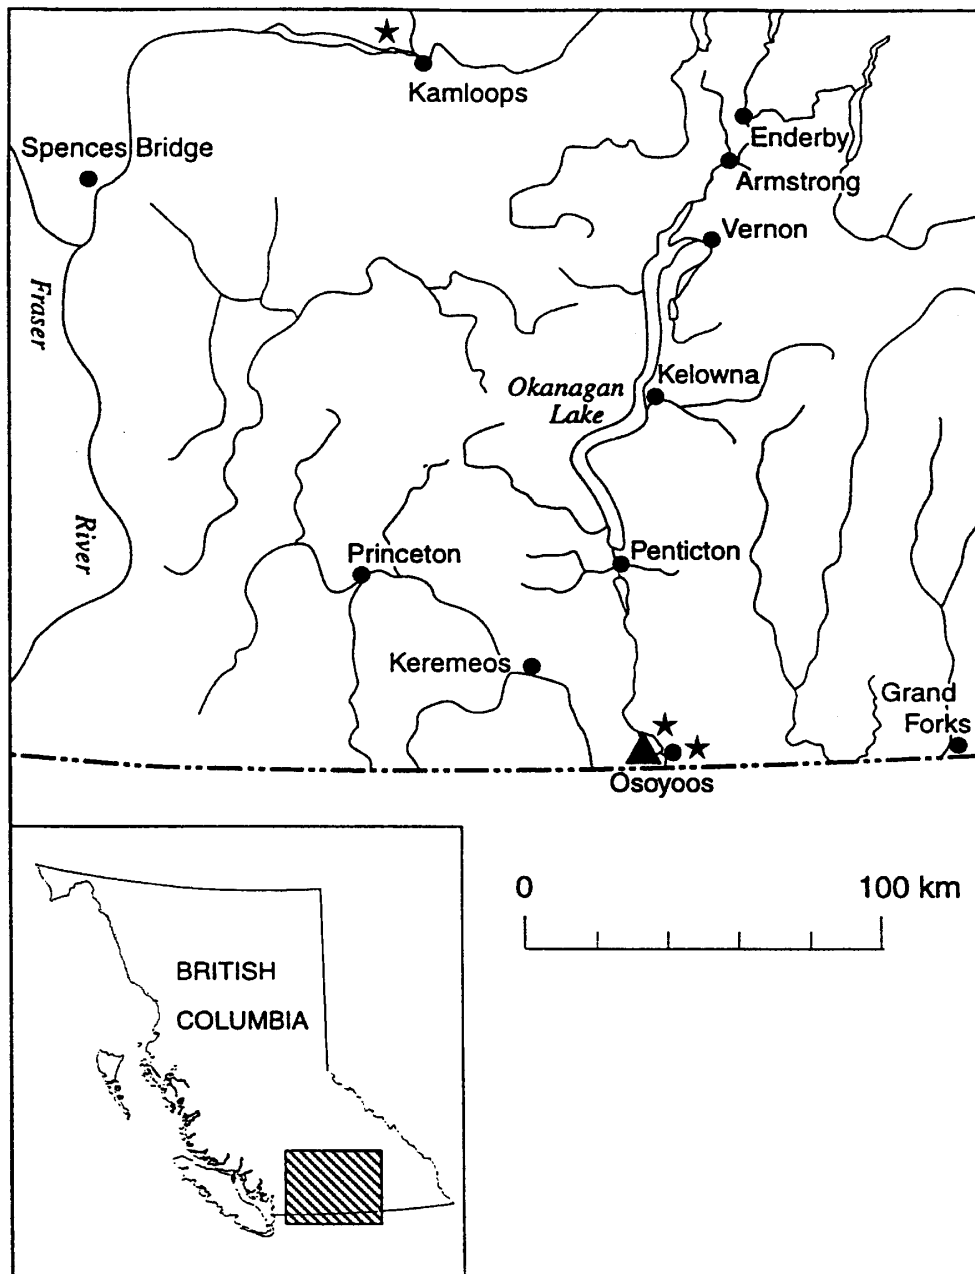 Kamloops
Enderby
Spences Bridge
Armstrong
Vernon
Fraser
River
Okanagan
Lake
Kelowna
Princeton
Penticton
Keremeos
Grand
Forks
Osoyoos
0 100 km
BRITISH
COLUMBIA